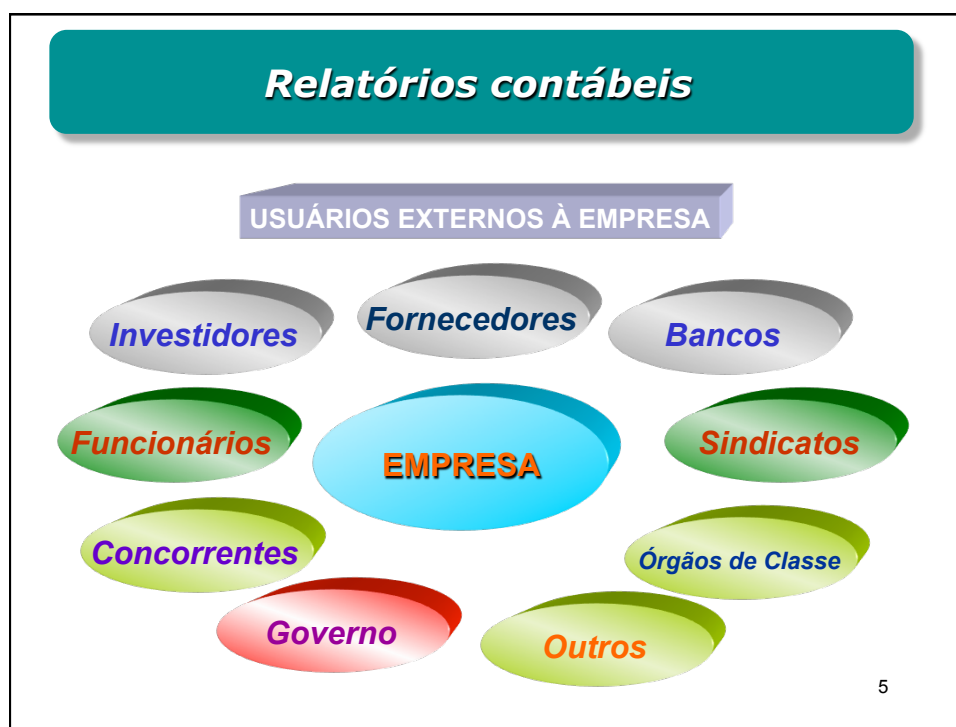 Relatórios contábeis
USUÁRIOS EXTERNOS À EMPRESA
Investidores
Fornecedores
Bancos
Funcionários
EMPRESA
Sindicatos
Concorrentes
Órgãos de Classe
Governo
Outros
5